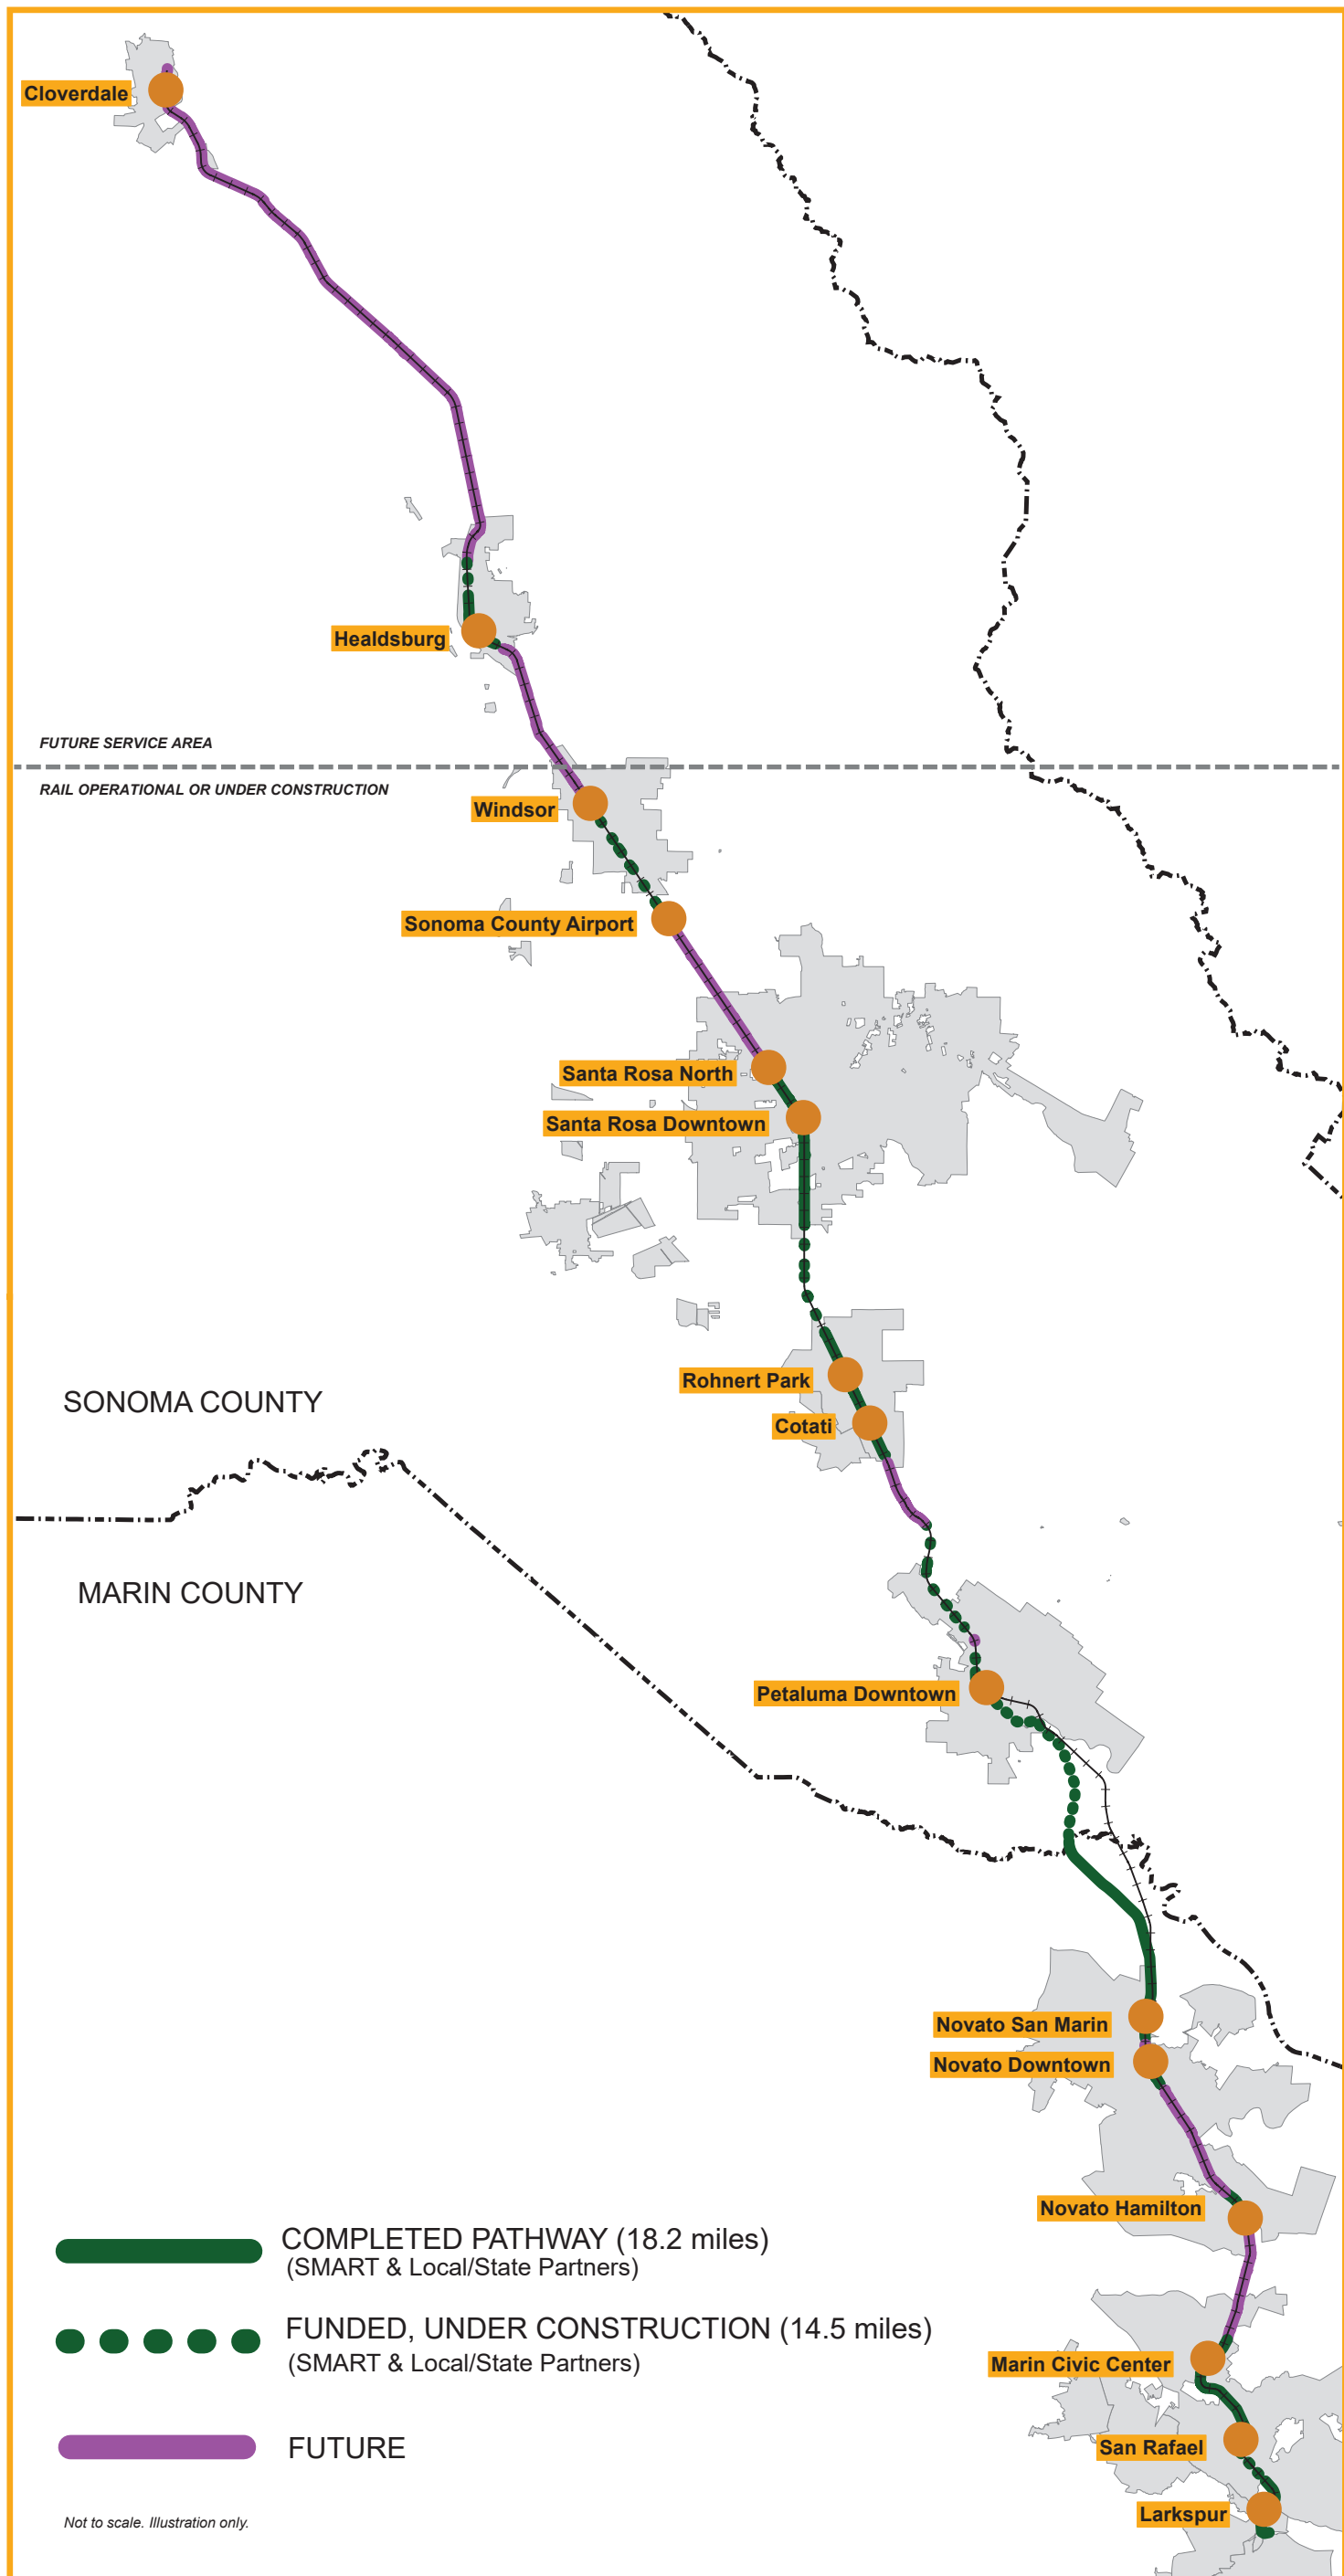 Cloverdale
Healdsburg
FUTURE SERVICE AREA
RAIL OPERATIONAL OR UNDER CONSTRUCTION
Windsor
Sonoma County Airport
Santa Rosa North
Santa Rosa Downtown
Rohnert Park
SONOMA COUNTY
Cotati
MARIN COUNTY
Petaluma Downtown
Novato San Marin
Novato Downtown
Novato Hamilton
COMPLETED PATHWAY (18.2 miles)
(SMART & Local/State Partners)
FUNDED, UNDER CONSTRUCTION (14.5 miles)
(SMART & Local/State Partners)
Marin Civic Center
San Rafael
FUTURE
Larkspur
Not to scale. Illustration only.